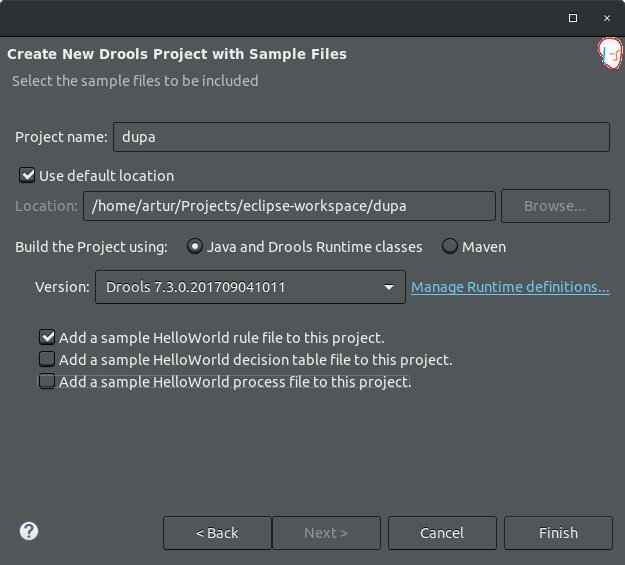 Create New Drools Project with Sample Files
Select the sample files to be included
Project name: dupa
Use default location
Location: /home/artur/Projects/eclipse-workspace/dupa Browse...
Build the Project using: Java and Drools Runtime classes Maven
Version: Drools 7.3.0.201709041011 Manage Runtime definitions...
Add a sample HelloWorld rule file to this project.
Add a sample HelloWorld decision table file to this project.
Add a sample HelloWorld process file to this project.
? < Back Next > Cancel Finish